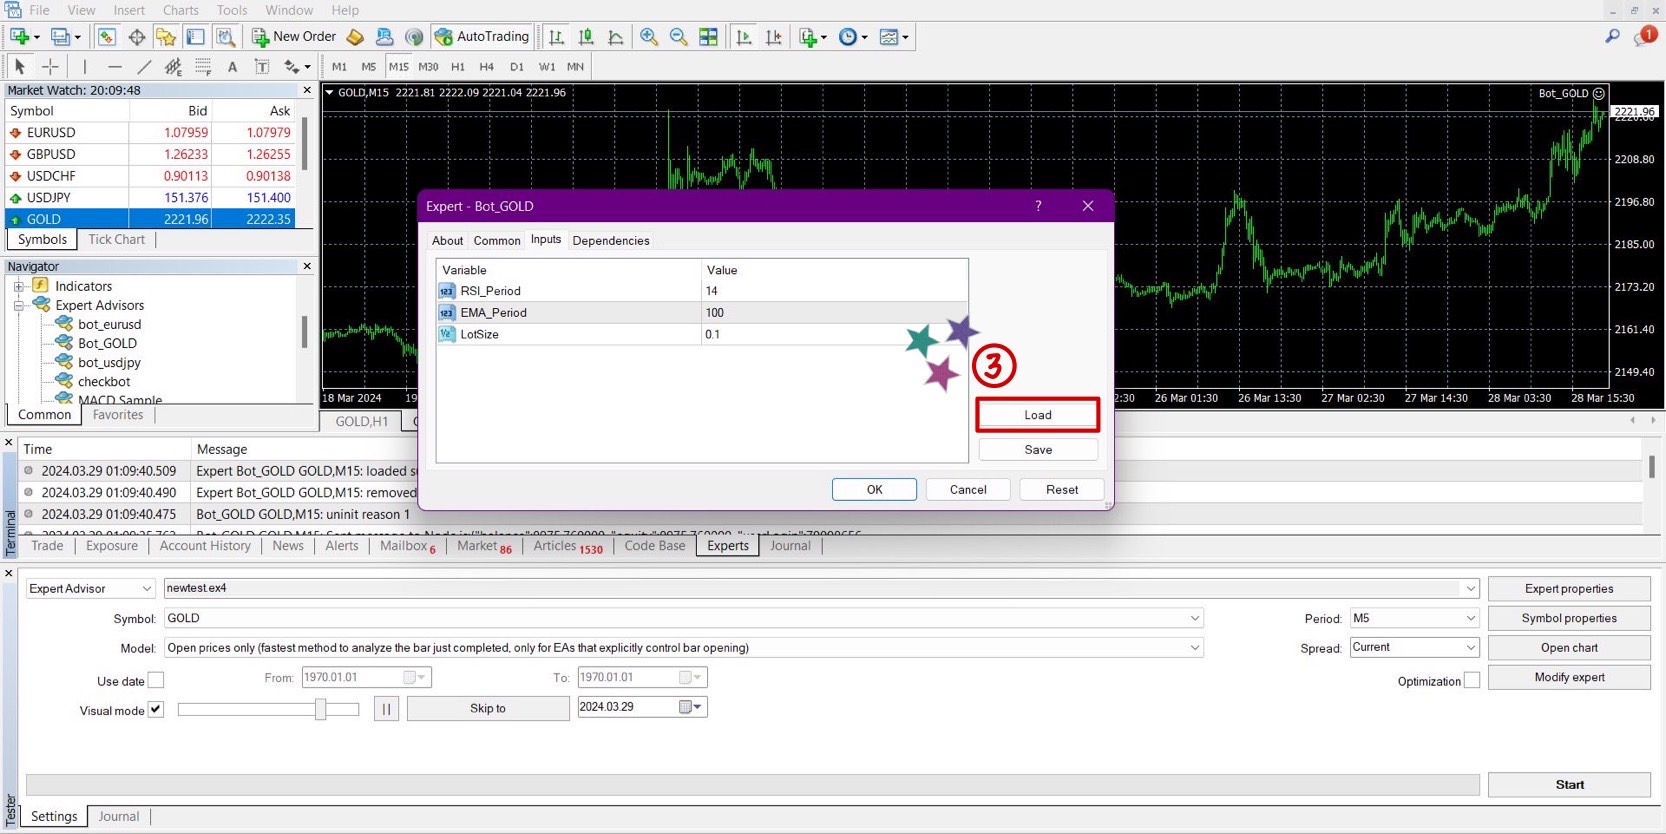 File View Insert Charts Tools Window Help
New Order AutoTrading
1
A T M1 M5 M15 M30 H1 H4 D1 W1 MN
Market Watch: 20:09:48
Symbol Bid Ask
EURUSD 1.07959 1.07979
GBPUSD 1.26233 1.26255
USDCHF 0.90113 0.90138
USDJPY 151.376 151.400
GOLD 2221.96 2222.35
Symbols Tick Chart
Navigator
Indicators
Expert Advisors
bot_eurusd
Bot_GOLD
bot_usdjpy
checkbot
MACD Sample
Common Favorites
GOLD,M15 2221.81 2222.09 2221.04 2221.96
Bot_GOLD
2221.96
2208.80
2196.80
2185.00
2173.20
2161.40
2149.40
18 Mar 2024
2:30 26 Mar 01:30 26 Mar 13:30 27 Mar 02:30 27 Mar 14:30 28 Mar 03:30 28 Mar 15:30
GOLD,H1
Expert - Bot_GOLD ?
About Common Inputs Dependencies
Variable Value
123 RSI_Period 14
123 EMA_Period 100
LotSize 0.1
3
Load
Save
OK Cancel Reset
Time Message
2024.03.29 01:09:40.509 Expert Bot_GOLD GOLD,M15: loaded s
2024.03.29 01:09:40.490 Expert Bot_GOLD GOLD,M15: removed
2024.03.29 01:09:40.475 Bot_GOLD GOLD,M15: uninit reason 1
Terminal
Trade Exposure Account History News Alerts Mailbox 6 Market 86 Articles 1530 Code Base Experts Journal
Expert Advisor newtest.ex4 Expert properties
Symbol: GOLD Period: M5 Symbol properties
Model: Open prices only (fastest method to analyze the bar just completed, only for EAs that explicitly control bar opening) Spread: Current Open chart
Use date From: 1970.01.01 To: 1970.01.01 Optimization Modify expert
Visual mode Skip to 2024.03.29
Start
Tester
Settings Journal